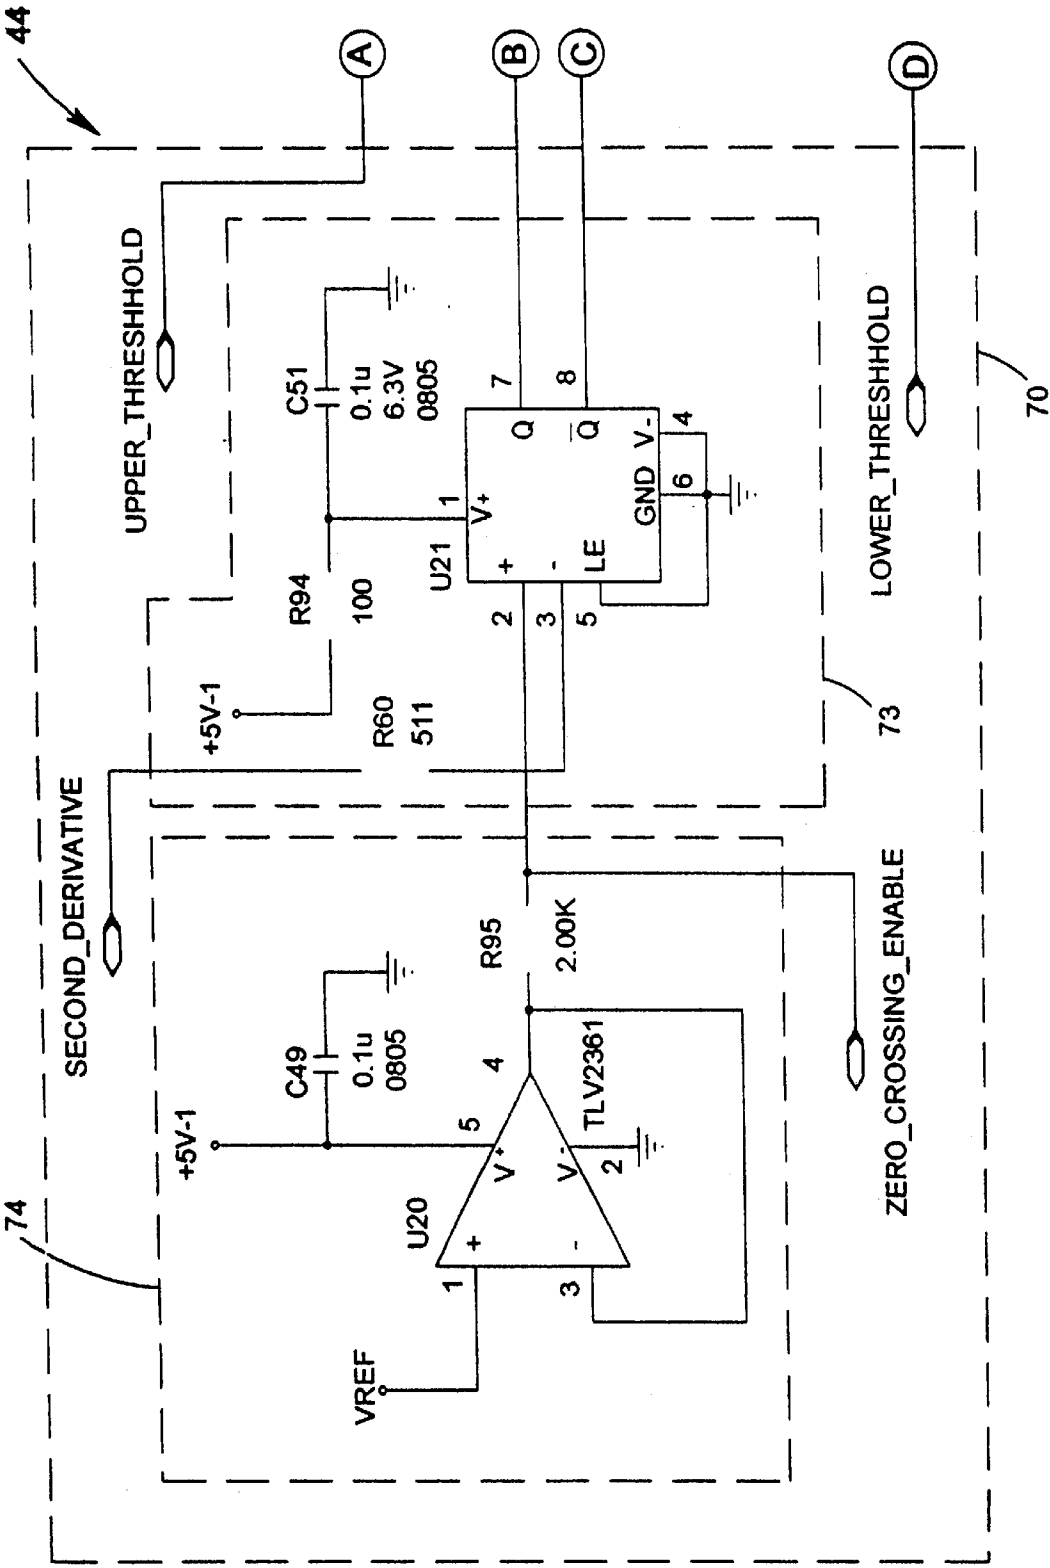 44
74
SECOND_DERIVATIVE
UPPER_THRESHHOLD
A
+5V-1
C49
0.1u
0805
U20
VREF
1
+
3
-
V+
5
V-
2
4
TLV2361
R95
2.00K
ZERO_CROSSING_ENABLE
+5V-1
R94
100
R60
511
C51
0.1u
6.3V
0805
U21
1
V+
2
+
3
-
5
LE
GND
6
V-
4
Q
7
Q
8
B
C
D
LOWER_THRESHHOLD
73
70